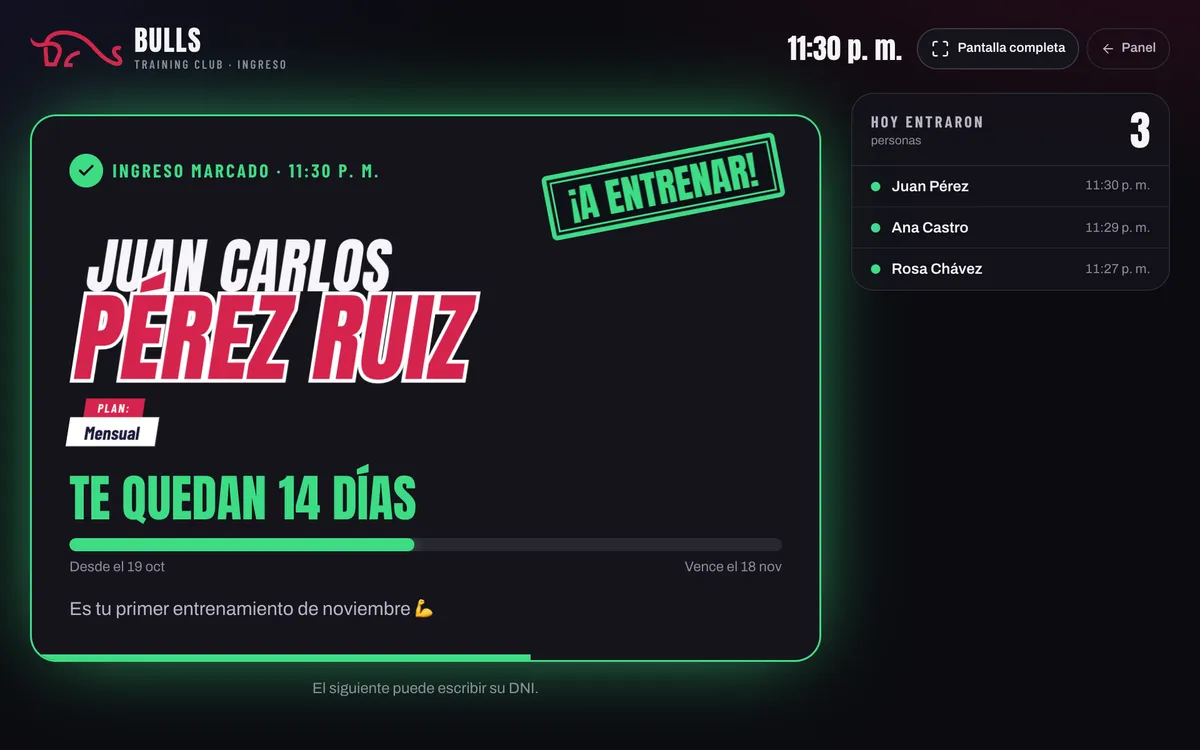 BULLS
TRAINING CLUB · INGRESO
11:30 p. m.
Pantalla completa
← Panel
INGRESO MARCADO · 11:30 P. M.
¡A ENTRENAR!
JUAN CARLOS
PÉREZ RUIZ
PLAN:
Mensual
TE QUEDAN 14 DÍAS
Desde el 19 oct
Vence el 18 nov
Es tu primer entrenamiento de noviembre 💪
El siguiente puede escribir su DNI.
HOY ENTRARON
personas
3
Juan Pérez 11:30 p. m.
Ana Castro 11:29 p. m.
Rosa Chávez 11:27 p. m.